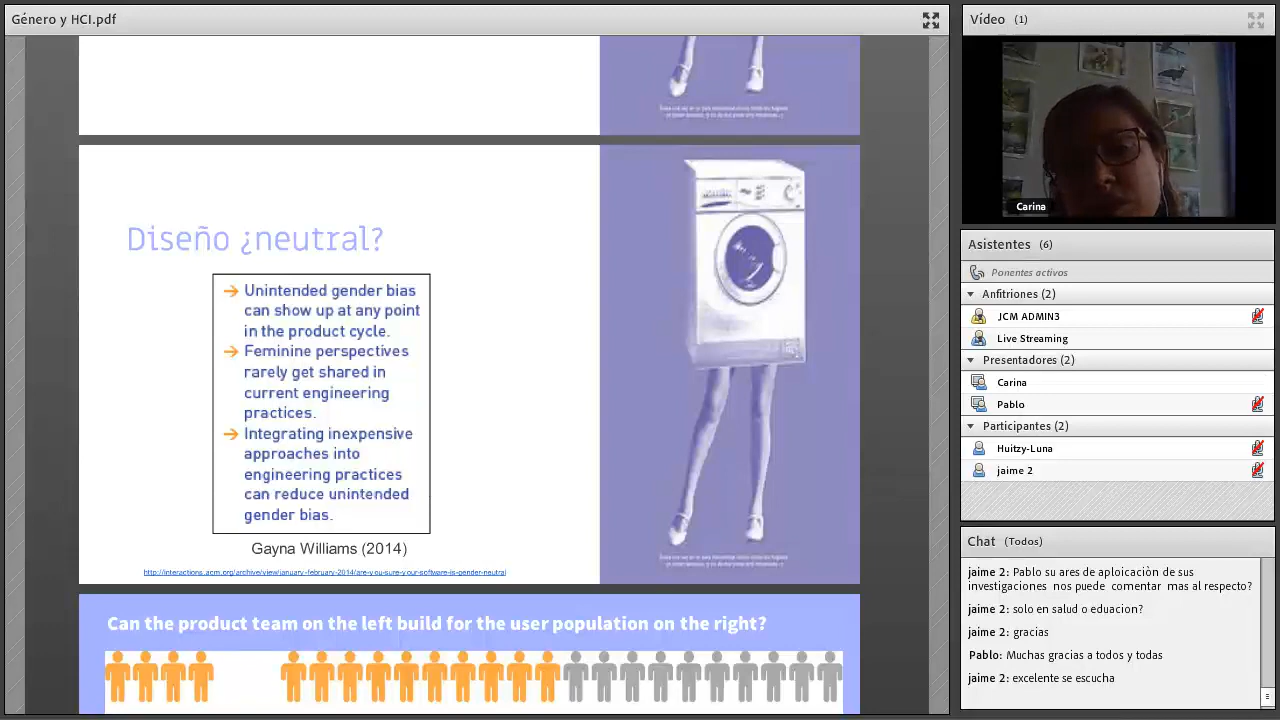 Género y HCI.pdf
Diseño ¿neutral?
→ Unintended gender bias
can show up at any point
in the product cycle.
→ Feminine perspectives
rarely get shared in
current engineering
practices.
→ Integrating inexpensive
approaches into
engineering practices
can reduce unintended
gender bias.
Gayna Williams (2014)
http://interactions.acm.org/archive/view/january-february-2014/are-you-sure-your-software-is-gender-neutral
Can the product team on the left build for the user population on the right?
Vídeo (1)
Carina
Asistentes (6)
Ponentes activos
Anfitriones (2)
JCM ADMIN3
Live Streaming
Presentadores (2)
Carina
Pablo
Participantes (2)
Huitzy-Luna
jaime 2
Chat (Todos)
jaime 2: Pablo su ares de aploicaciòn de sus
investigaciones nos puede comentar mas al respecto?
jaime 2: solo en salud o eduacion?
jaime 2: gracias
Pablo: Muchas gracias a todos y todas
jaime 2: excelente se escucha